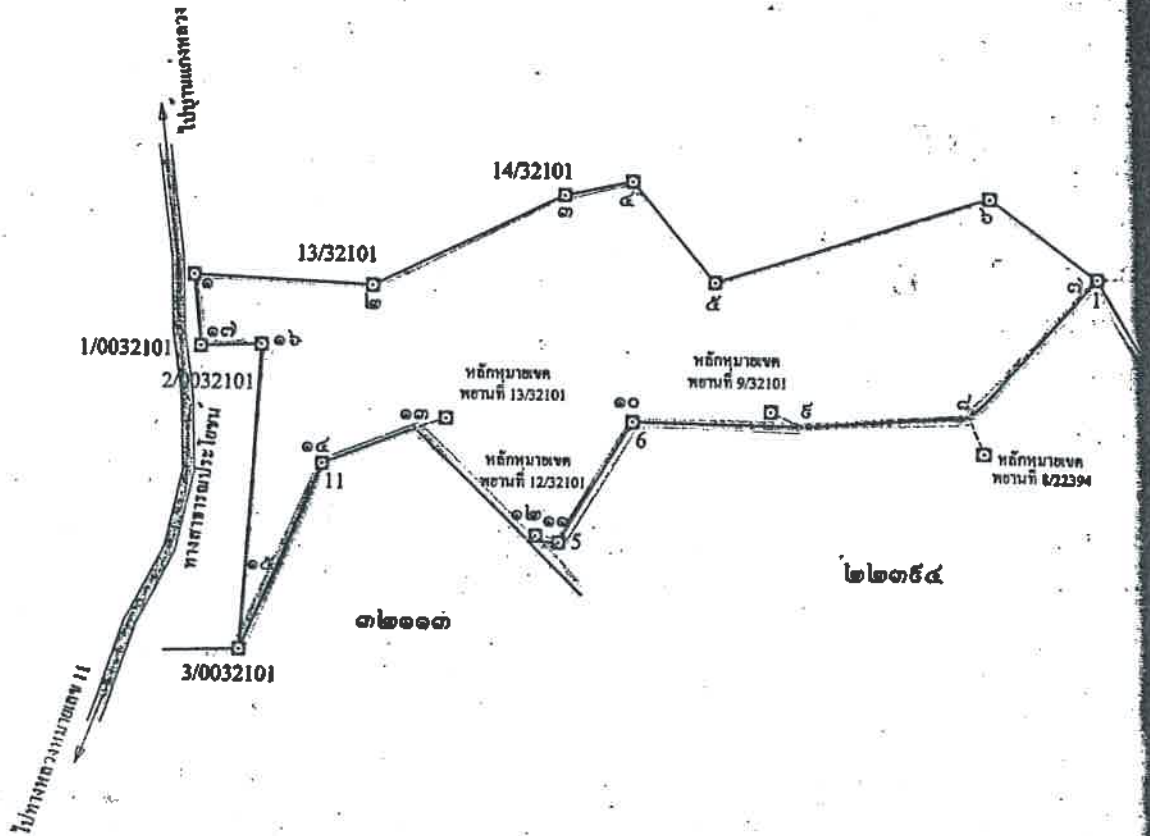 ไปบ้านแก่งหลวง
14/32101
๓
๔
๖
13/32101
๑
๒
๕
๗
1
1/0032101
๑๗
๑๖
2/0032101
หลักหมายเขต
พยานที่ 13/32101
หลักหมายเขต
พยานที่ 9/32101
๑๓
๑๐
๙
๘
6
๑๔
11
หลักหมายเขต
พยานที่ 12/32101
หลักหมายเขต
พยานที่ 8/22394
ทางสาธารณประโยชน์
๑๒
๑๑
5
๑๕
๒๒๓๙๔
๓๒๑๑๓
3/0032101
ไปทางหลวงหมายเลข 11